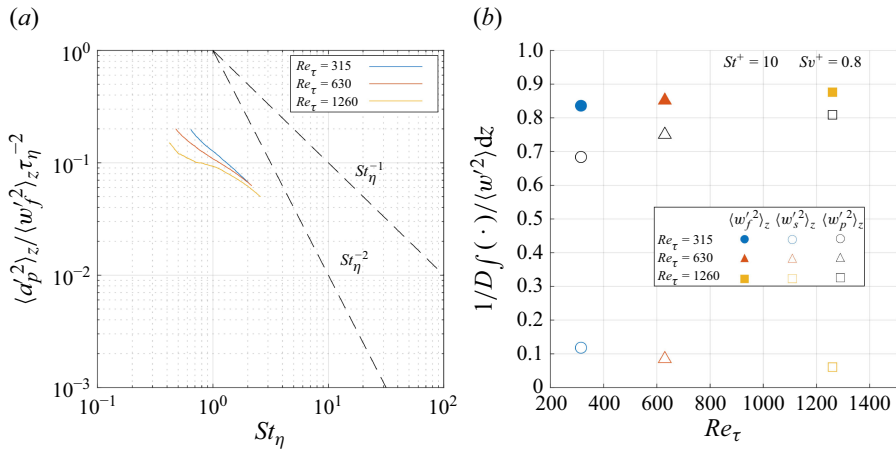 (a)
10^0
10^{-1}
10^{-2}
10^{-3}
⟨a′_p^2⟩_z/⟨w′_f^2⟩_z τ_η^{-2}
Re_τ = 315
Re_τ = 630
Re_τ = 1260
St_η^{-1}
St_η^{-2}
10^{-1} 10^0 10^1 10^2
St_η
(b)
1.0
0.9
0.8
0.7
0.6
0.5
0.4
0.3
0.2
0.1
0
1/D∫(·)/⟨w′^2⟩dz
St^+ = 10 Sv^+ = 0.8
⟨w′_f^2⟩_z ⟨w′_s^2⟩_z ⟨w′_p^2⟩_z
Re_τ = 315
Re_τ = 630
Re_τ = 1260
200 400 600 800 1000 1200 1400
Re_τ